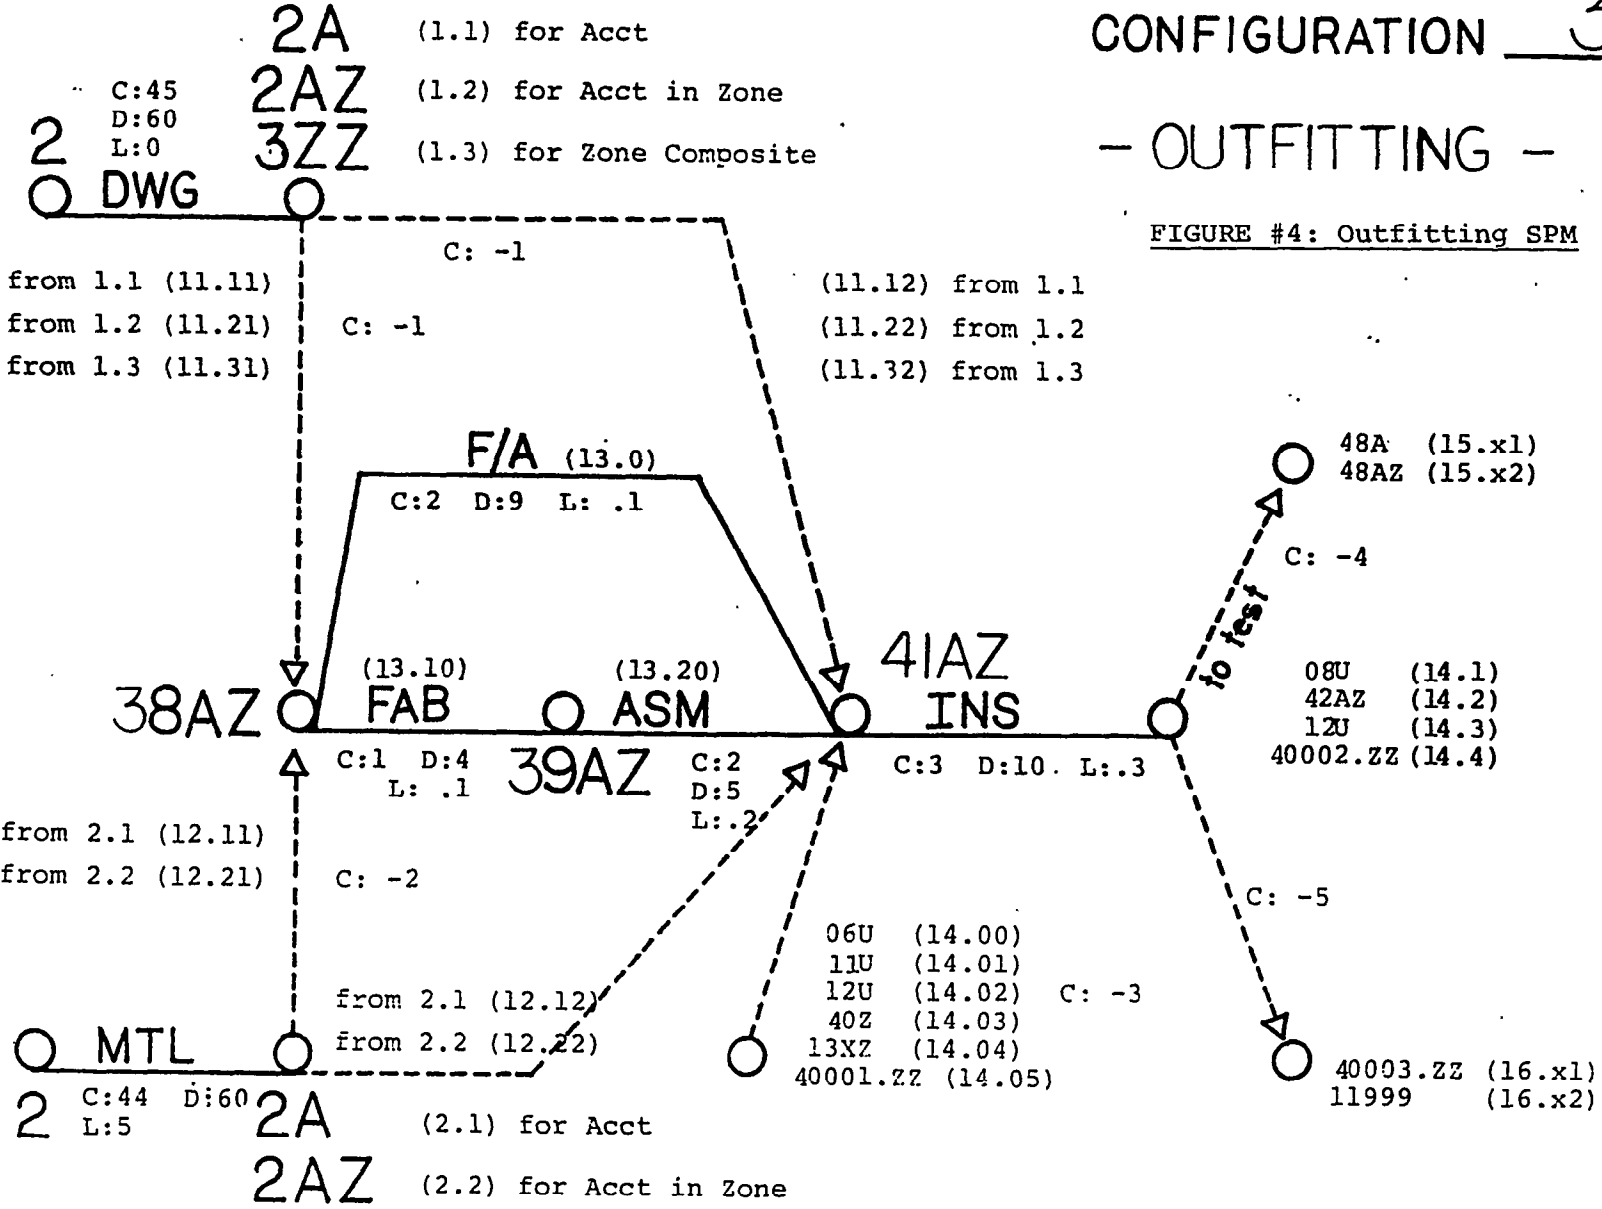 2A (1.1) for Acct
CONFIGURATION 3
2AZ (1.2) for Acct in Zone
3ZZ (1.3) for Zone Composite
C:45
D:60
L:0
2
DWG
- OUTFITTING -
FIGURE #4: Outfitting SPM
C: -1
from 1.1 (11.11)
from 1.2 (11.21)
from 1.3 (11.31)
C: -1
(11.12) from 1.1
(11.22) from 1.2
(11.32) from 1.3
F/A (13.0)
C:2 D:9 L: .1
48A (15.x1)
48AZ (15.x2)
C: -4
to test
38AZ
(13.10)
FAB
C:1 D:4
L: .1
(13.20)
ASM
39AZ
C:2
D:5
L:.2
41AZ
INS
C:3 D:10. L:.3
08U (14.1)
42AZ (14.2)
12U (14.3)
40002.ZZ (14.4)
from 2.1 (12.11)
from 2.2 (12.21)
C: -2
C: -5
06U (14.00)
11U (14.01)
12U (14.02)
40Z (14.03)
13XZ (14.04)
40001.ZZ (14.05)
C: -3
from 2.1 (12.12)
from 2.2 (12.22)
MTL
2
C:44 D:60
L:5
2A (2.1) for Acct
2AZ (2.2) for Acct in Zone
40003.ZZ (16.x1)
11999 (16.x2)